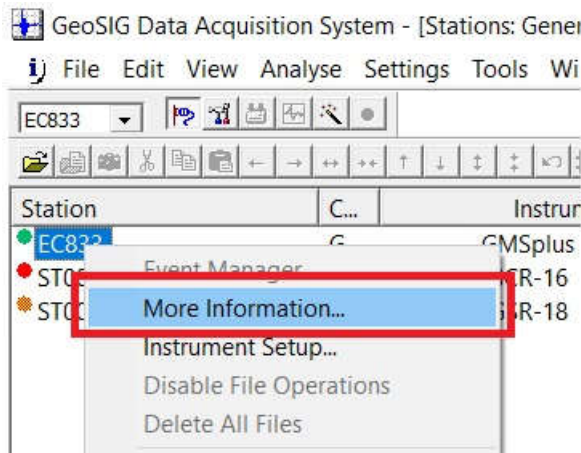 GeoSIG Data Acquisition System - [Stations: Gener
File Edit View Analyse Settings Tools Wi
EC833
Station C... Instrur
EC833 G GMSplus
Event Manager
More Information...
Instrument Setup...
Disable File Operations
Delete All Files